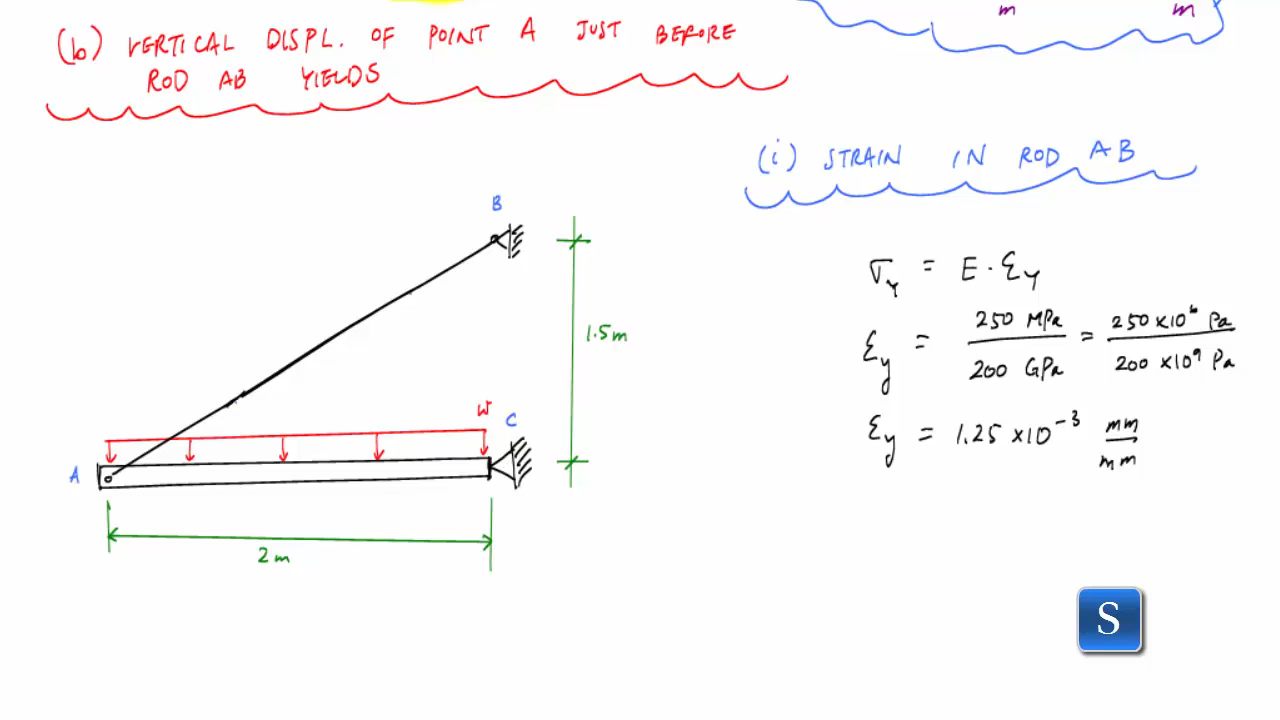 (b) VERTICAL DISPL. OF POINT A JUST BEFORE
ROD AB YIELDS
m m
(i) STRAIN IN ROD AB
σY = E · εY
εy = 250 MPa / 200 GPa = 250 ×10⁶ Pa / 200 ×10⁹ Pa
εy = 1.25 ×10⁻³ mm / mm
B
1.5m
W
C
A
2m
S